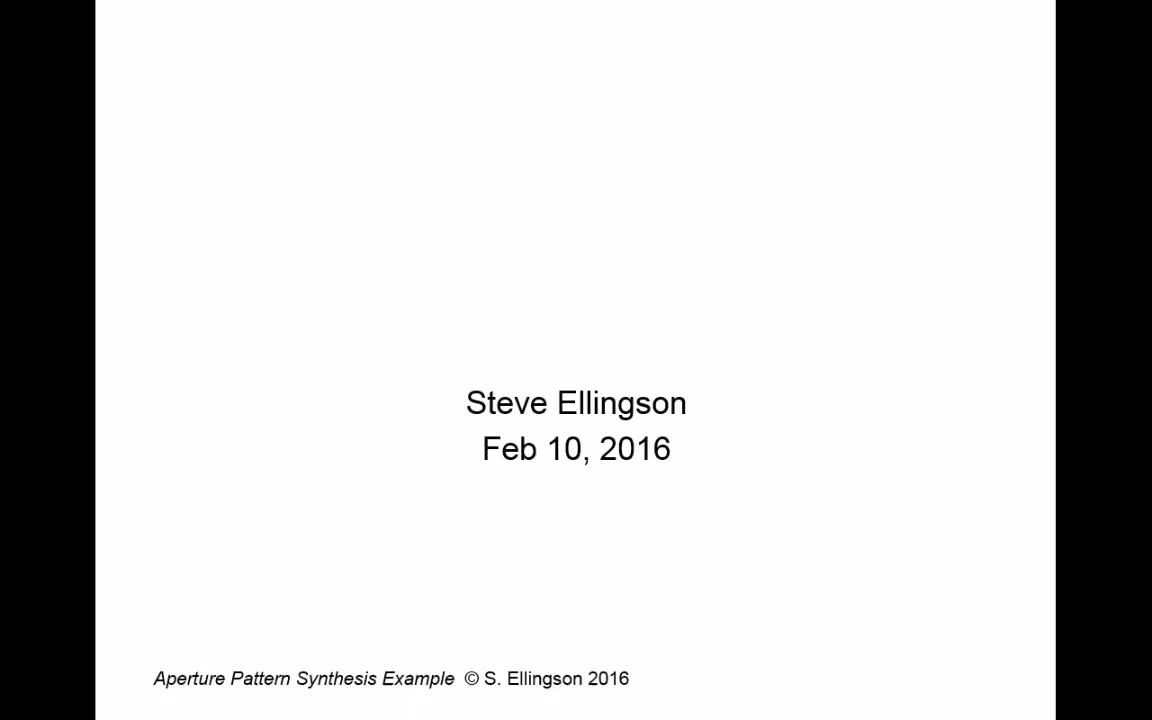 Steve Ellingson
Feb 10, 2016
Aperture Pattern Synthesis Example © S. Ellingson 2016